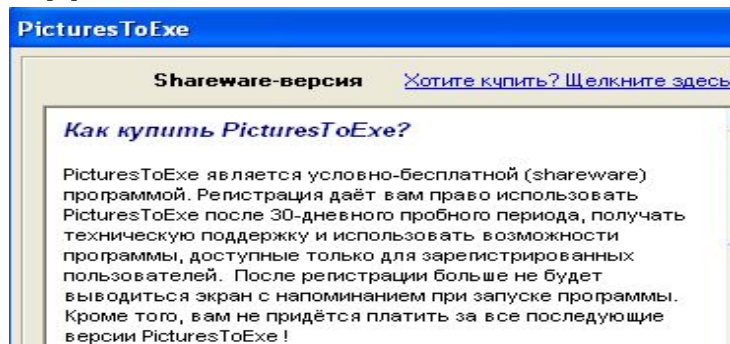 PicturesToExe
Shareware-версия Хотите купить? Щелкните здесь
Как купить PicturesToExe?
PicturesToExe является условно-бесплатной (shareware)
программой. Регистрация даёт вам право использовать
PicturesToExe после 30-дневного пробного периода, получать
техническую поддержку и использовать возможности
программы, доступные только для зарегистрированных
пользователей. После регистрации больше не будет
выводиться экран с напоминанием при запуске программы.
Кроме того, вам не придётся платить за все последующие
версии PicturesToExe !